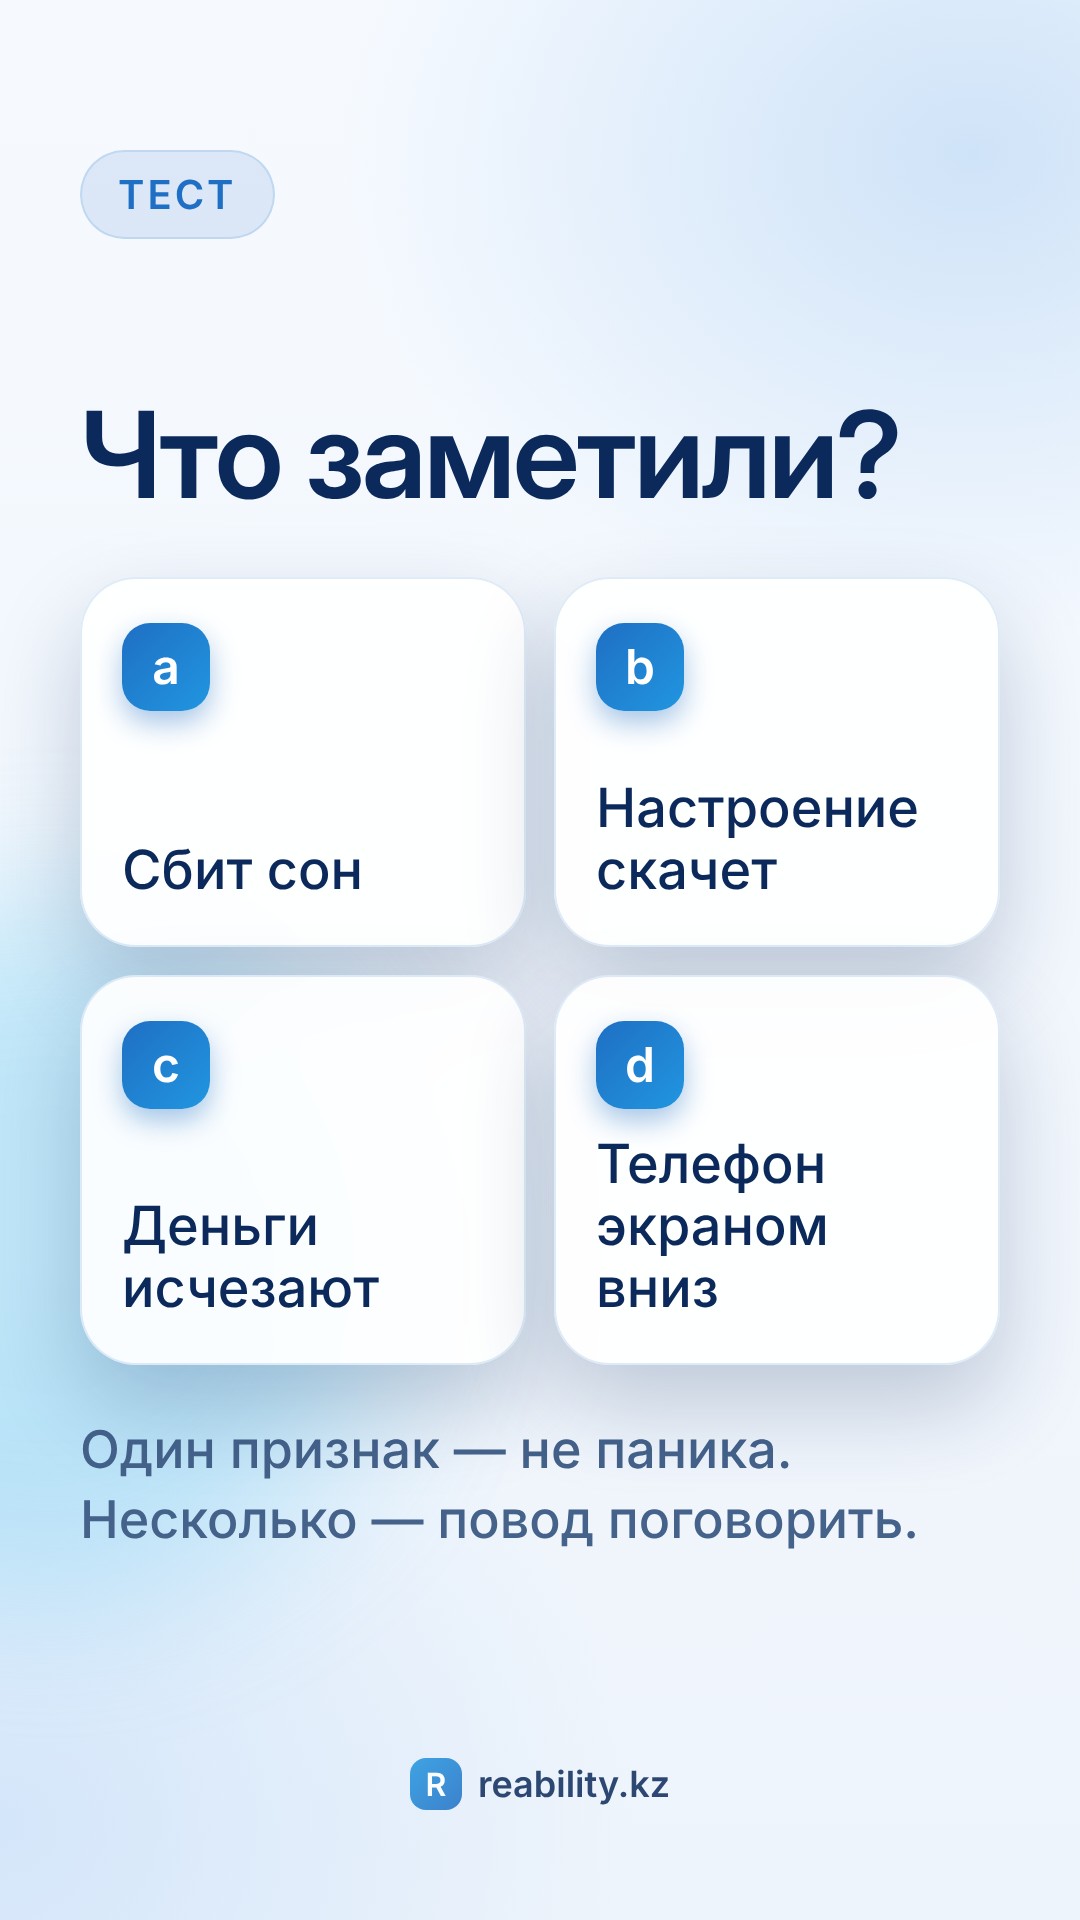 ТЕСТ
Что заметили?
a
Сбит сон
b
Настроение
скачет
c
Деньги
исчезают
d
Телефон
экраном
вниз
Один признак — не паника.
Несколько — повод поговорить.
R reability.kz